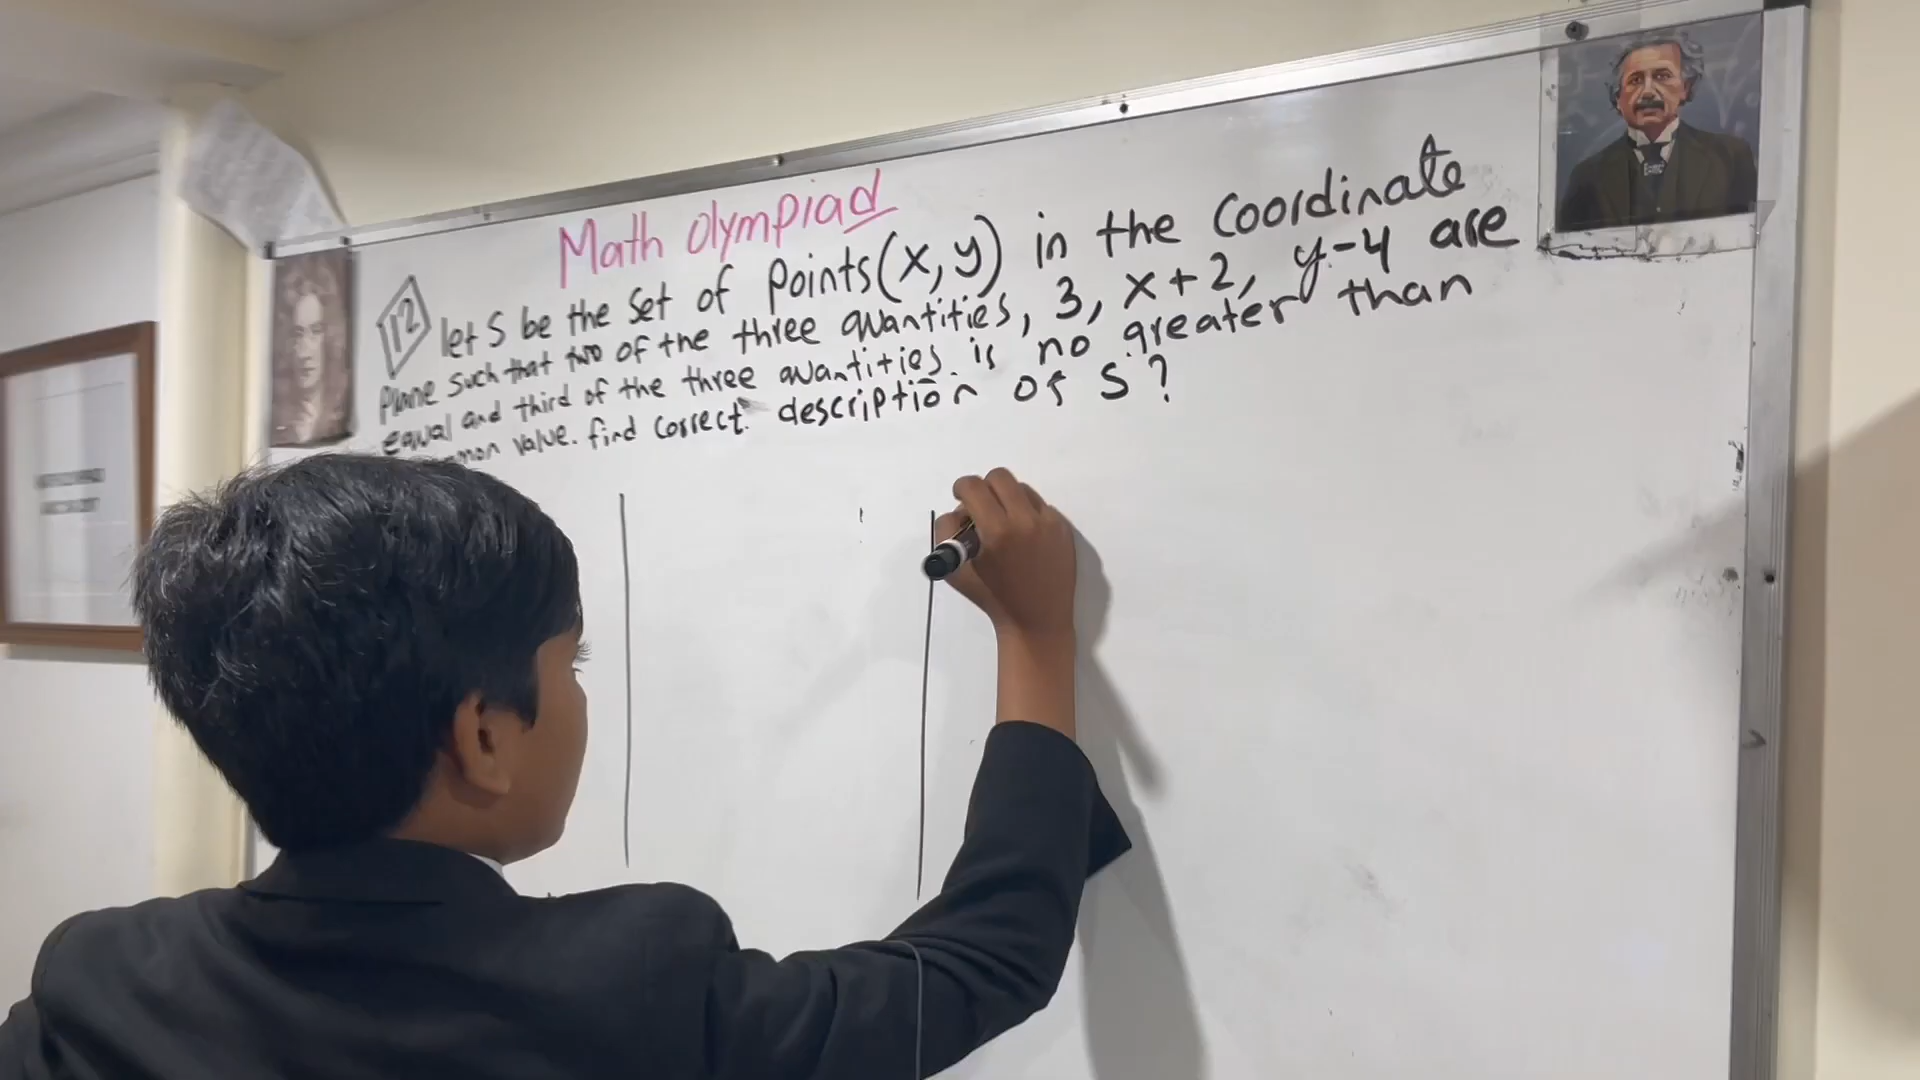 Math Olympiad
12 let S be the set of Points(x,y) in the coordinate
Plane such that two of the three quantities, 3, x+2, y-4 are
equal and third of the three quantities is no greater than
value. find correct description of S?